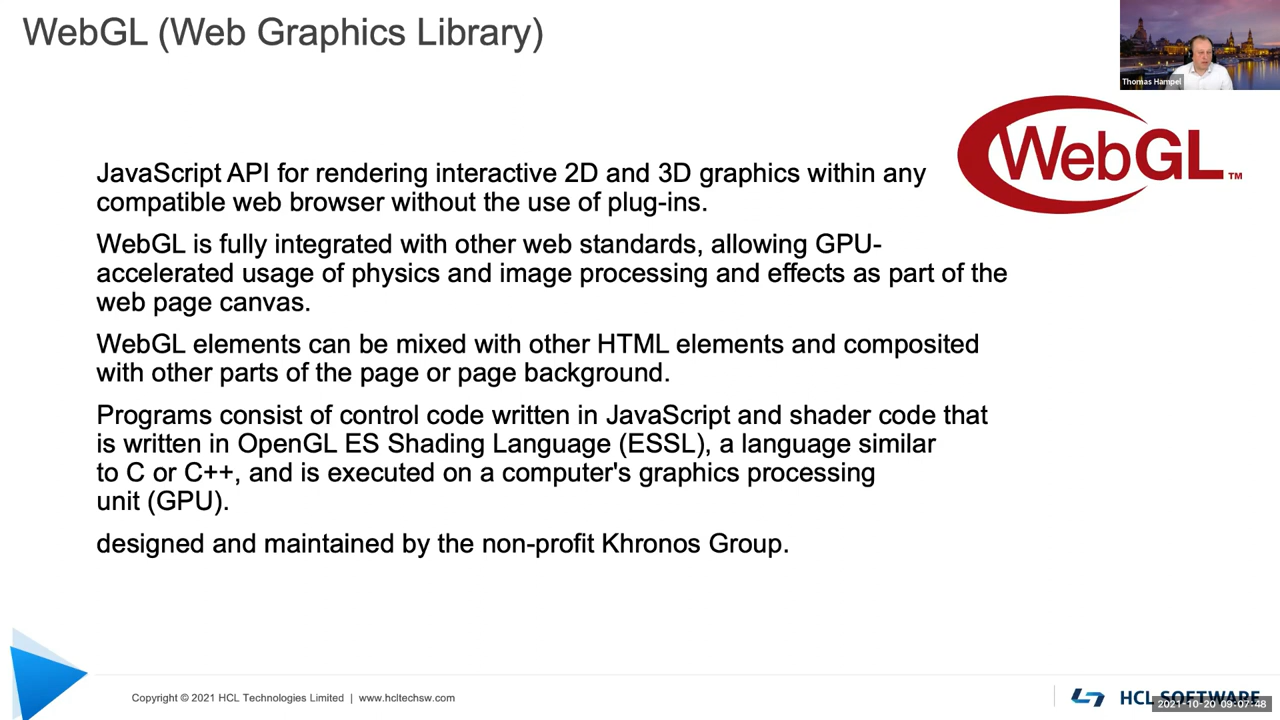 WebGL (Web Graphics Library)
Thomas Hampel
WebGL™
JavaScript API for rendering interactive 2D and 3D graphics within any
compatible web browser without the use of plug-ins.
WebGL is fully integrated with other web standards, allowing GPU-
accelerated usage of physics and image processing and effects as part of the
web page canvas.
WebGL elements can be mixed with other HTML elements and composited
with other parts of the page or page background.
Programs consist of control code written in JavaScript and shader code that
is written in OpenGL ES Shading Language (ESSL), a language similar
to C or C++, and is executed on a computer's graphics processing
unit (GPU).
designed and maintained by the non-profit Khronos Group.
Copyright © 2021 HCL Technologies Limited | www.hcltechsw.com
HCL SOFTWARE
2021-10-20 09:07:48